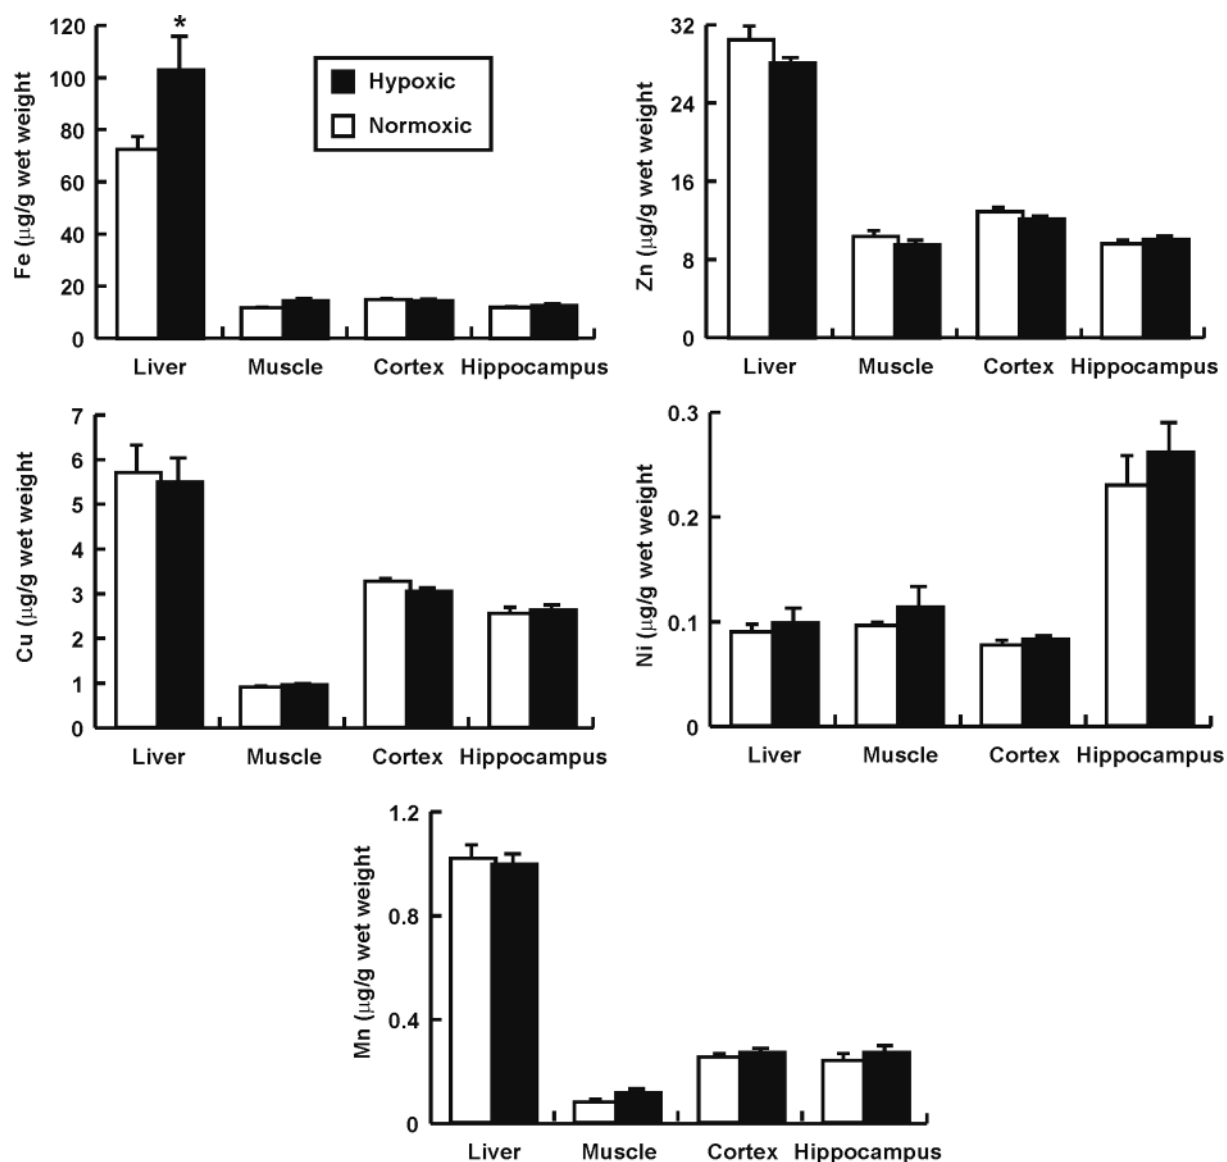 *
Fe (μg/g wet weight
120
100
80
60
40
20
0
Hypoxic
Normoxic
Liver Muscle Cortex Hippocampus
Zn (μg/g wet weight
32
24
16
8
0
Liver Muscle Cortex Hippocampus
Cu (μg/g wet weight
7
6
5
4
3
2
1
0
Liver Muscle Cortex Hippocampus
Ni (μg/g wet weight
0.3
0.2
0.1
0
Liver Muscle Cortex Hippocampus
Mn (μg/g wet weight
1.2
0.8
0.4
0
Liver Muscle Cortex Hippocampus